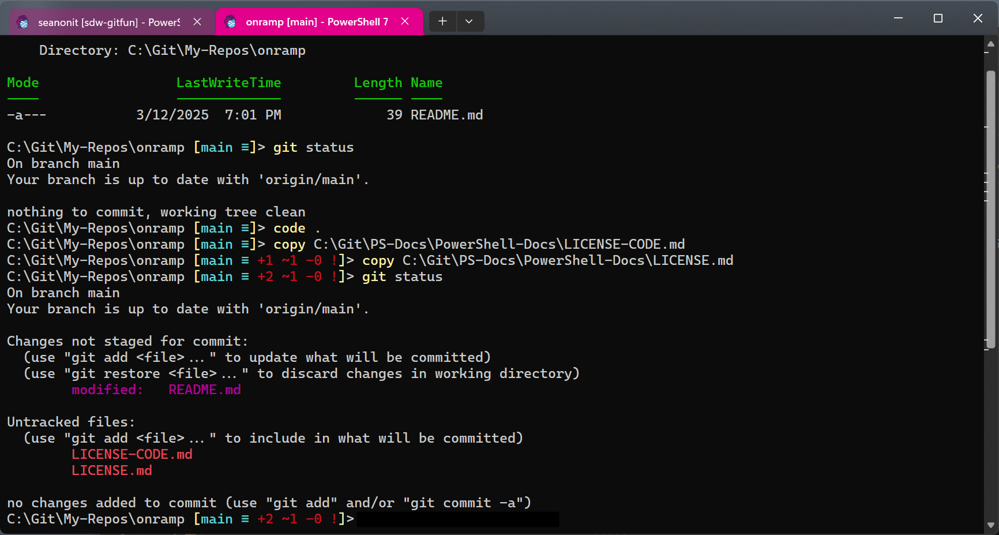 seanonit [sdw-gitfun] - PowerS
onramp [main] - PowerShell 7
Directory: C:\Git\My-Repos\onramp
Mode LastWriteTime Length Name
-a--- 3/12/2025 7:01 PM 39 README.md
C:\Git\My-Repos\onramp [main ≡]> git status
On branch main
Your branch is up to date with 'origin/main'.
nothing to commit, working tree clean
C:\Git\My-Repos\onramp [main ≡]> code .
C:\Git\My-Repos\onramp [main ≡]> copy C:\Git\PS-Docs\PowerShell-Docs\LICENSE-CODE.md
C:\Git\My-Repos\onramp [main ≡ +1 ~1 -0 !]> copy C:\Git\PS-Docs\PowerShell-Docs\LICENSE.md
C:\Git\My-Repos\onramp [main ≡ +2 ~1 -0 !]> git status
On branch main
Your branch is up to date with 'origin/main'.
Changes not staged for commit:
(use "git add <file>..." to update what will be committed)
(use "git restore <file>..." to discard changes in working directory)
modified: README.md
Untracked files:
(use "git add <file>..." to include in what will be committed)
LICENSE-CODE.md
LICENSE.md
no changes added to commit (use "git add" and/or "git commit -a")
C:\Git\My-Repos\onramp [main ≡ +2 ~1 -0 !]>